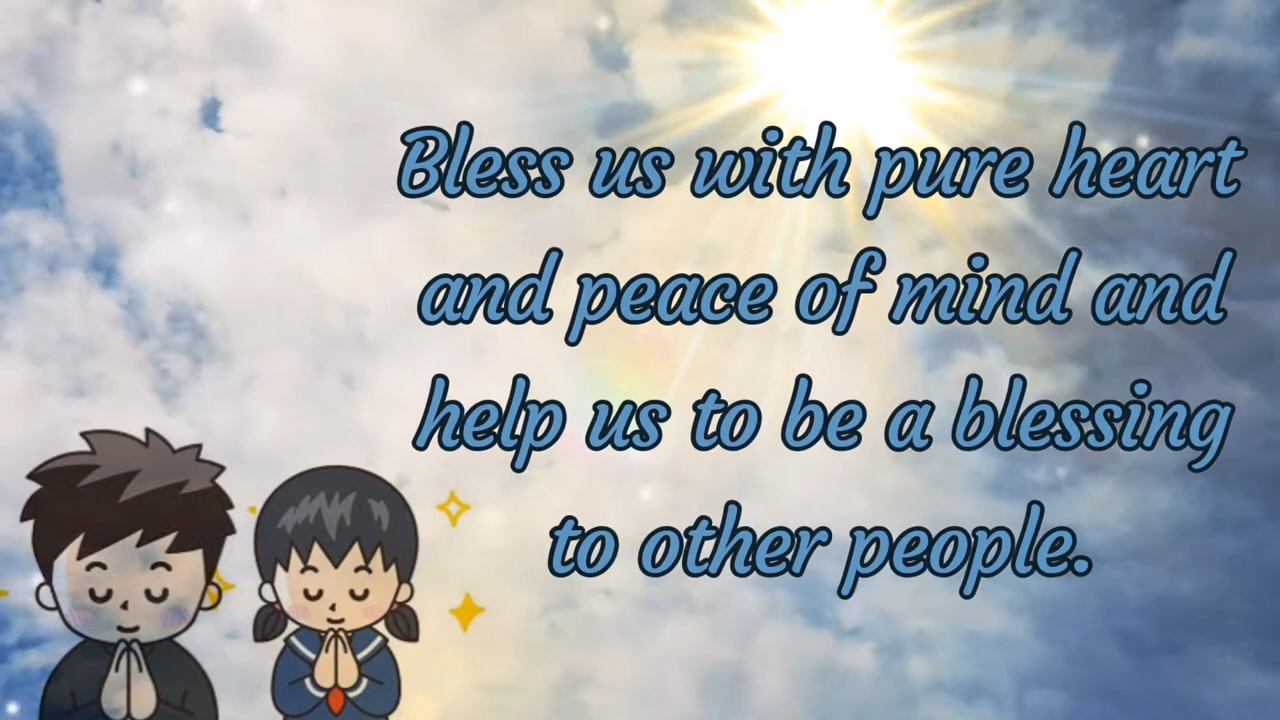 Bless us with pure heart
and peace of mind and
help us to be a blessing
to other people.